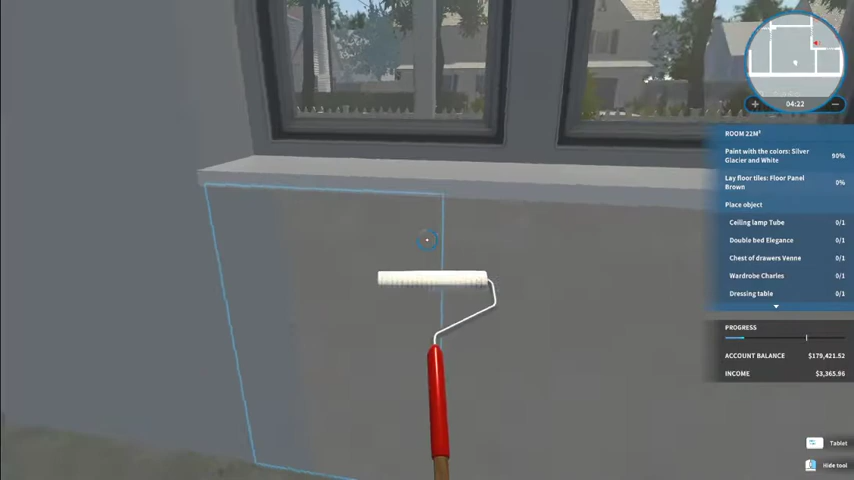 04:22
ROOM 22M²
Paint with the colors: Silver
Glacier and White
90%
Lay floor tiles: Floor Panel
Brown
0%
Place object
Ceiling lamp Tube 0/1
Double bed Elegance 0/1
Chest of drawers Venne 0/1
Wardrobe Charles 0/1
Dressing table 0/1
PROGRESS
ACCOUNT BALANCE $179,421.52
INCOME $3,365.96
Tablet
Hide tool